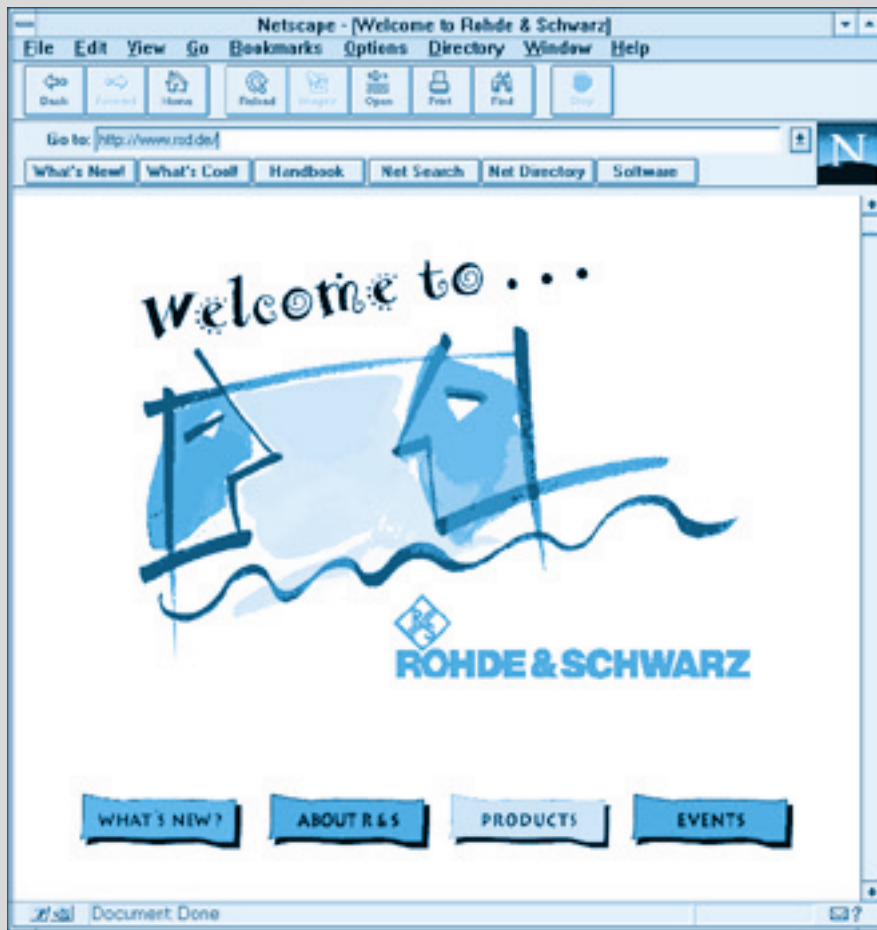 Netscape - [Welcome to Rohde & Schwarz]
File Edit View Go Bookmarks Options Directory Window Help
Back Forward Home Reload Images Open Print Find Stop
Go to: http://www.rsd.de/
N
What's New! What's Cool! Handbook Net Search Net Directory Software
Welcome to...
R&S
ROHDE & SCHWARZ
WHAT'S NEW? ABOUT R & S PRODUCTS EVENTS
Document: Done
?